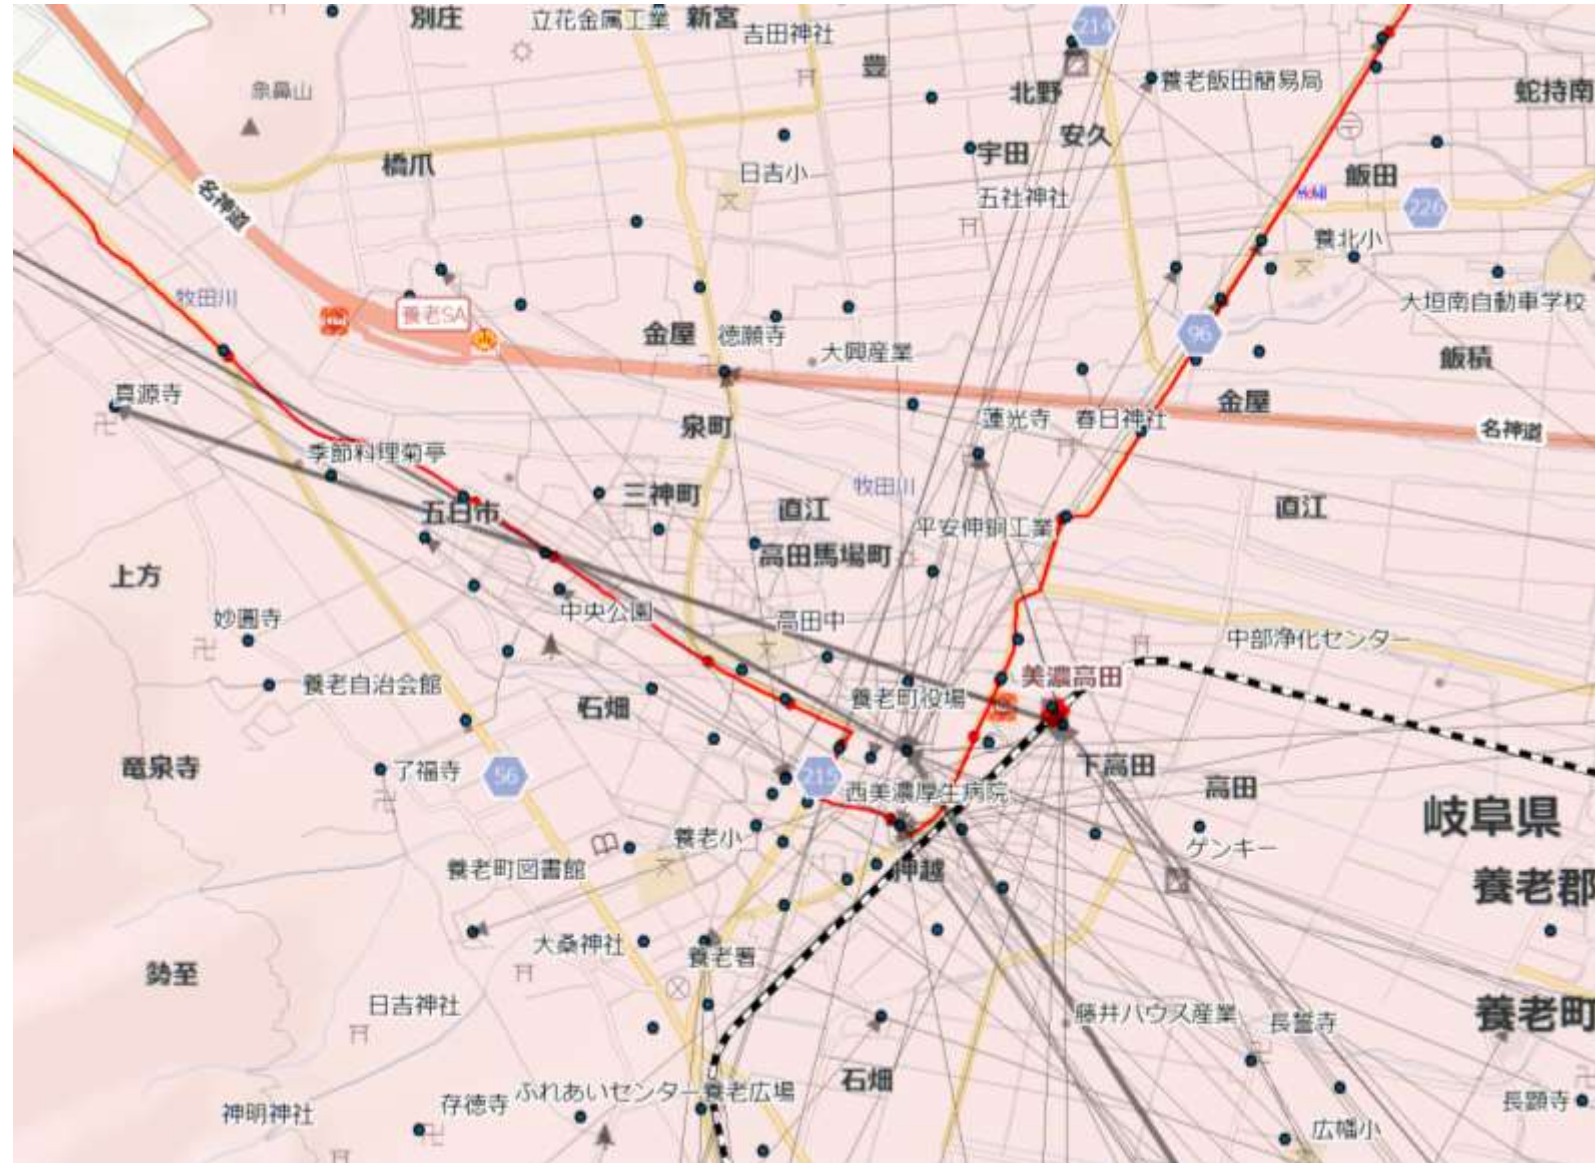 別庄
立花金属工業
新宮
吉田神社
豊
214
象鼻山
北野
養老飯田簡易局
蛇持南
安久
橋爪
宇田
日吉小
飯田
名神道
五社神社
Mobil
226
養北小
牧田川
養老SA
大垣南自動車学校
金屋
徳願寺
96
大興産業
飯積
真源寺
金屋
泉町
蓮光寺
春日神社
名神道
季節料理菊亭
牧田川
三神町
五日市
直江
直江
平安伸銅工業
高田馬場町
上方
中央公園
高田中
妙圓寺
中部浄化センター
美濃高田
養老自治会館
養老町役場
石畑
竜泉寺
了福寺
56
215
下高田
高田
西美濃厚生病院
岐阜県
養老小
ゲンキー
養老町図書館
押越
養老郡
大桑神社
養老署
勢至
日吉神社
藤井ハウス産業
長誓寺
養老町
石畑
ふれあいセンター養老広場
神明神社
存徳寺
長顕寺
広幡小